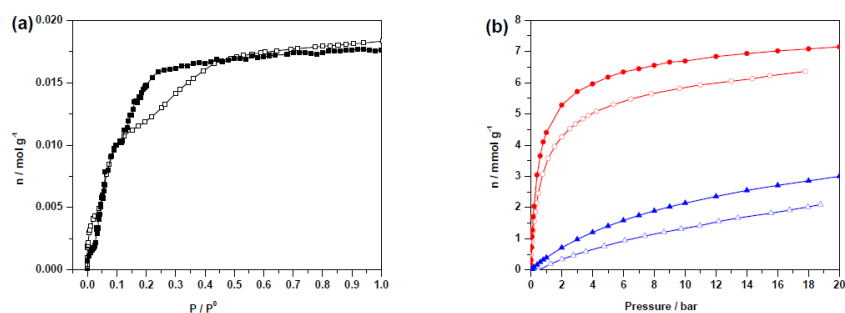 (a)
n / mol g⁻¹
0.020
0.015
0.010
0.005
0.000
0.0 0.1 0.2 0.3 0.4 0.5 0.6 0.7 0.8 0.9 1.0
P / P⁰
(b)
n / mmol g⁻¹
8
7
6
5
4
3
2
1
0
0 2 4 6 8 10 12 14 16 18 20
Pressure / bar